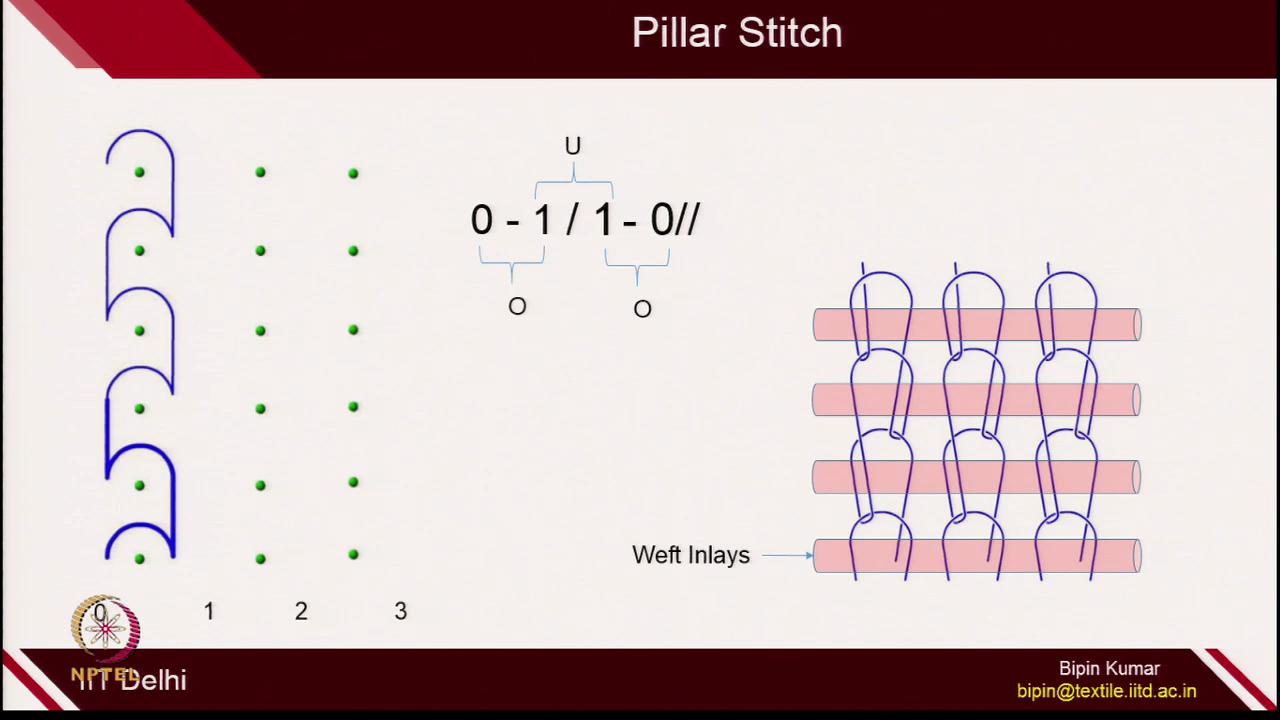 Pillar Stitch
U
0 - 1 / 1 - 0//
O
O
Weft Inlays
0 1 2 3
NPTEL
IIT Delhi
Bipin Kumar
bipin@textile.iitd.ac.in